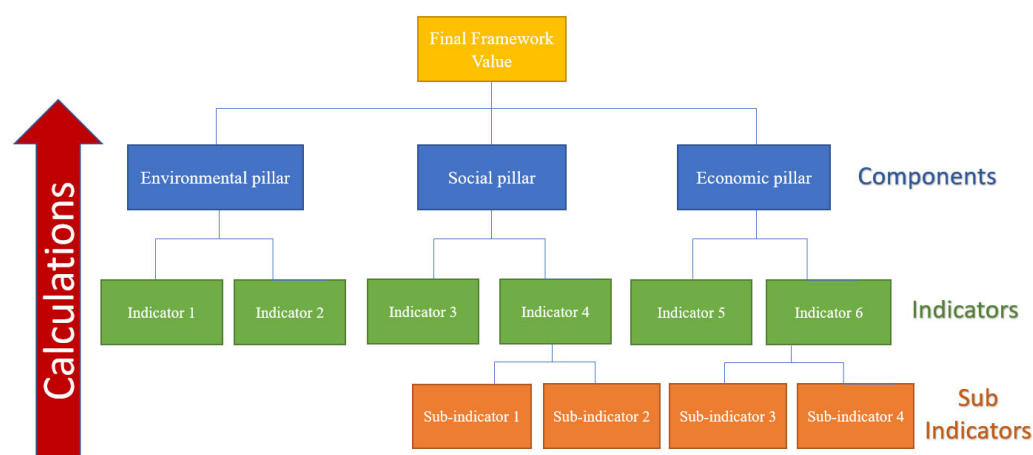 Final Framework
Value
Calculations
Environmental pillar
Social pillar
Economic pillar
Components
Indicator 1
Indicator 2
Indicator 3
Indicator 4
Indicator 5
Indicator 6
Indicators
Sub-indicator 1
Sub-indicator 2
Sub-indicator 3
Sub-indicator 4
Sub
Indicators